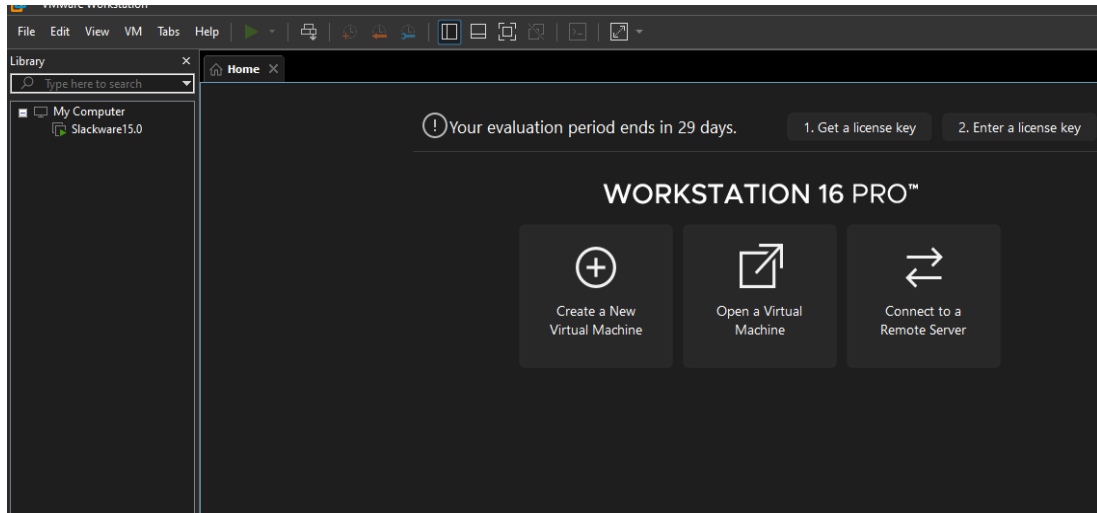 VMware Workstation
File Edit View VM Tabs Help
Library
Home
Type here to search
My Computer
Slackware15.0
Your evaluation period ends in 29 days.
1. Get a license key
2. Enter a license key
WORKSTATION 16 PRO™
Create a New
Virtual Machine
Open a Virtual
Machine
Connect to a
Remote Server